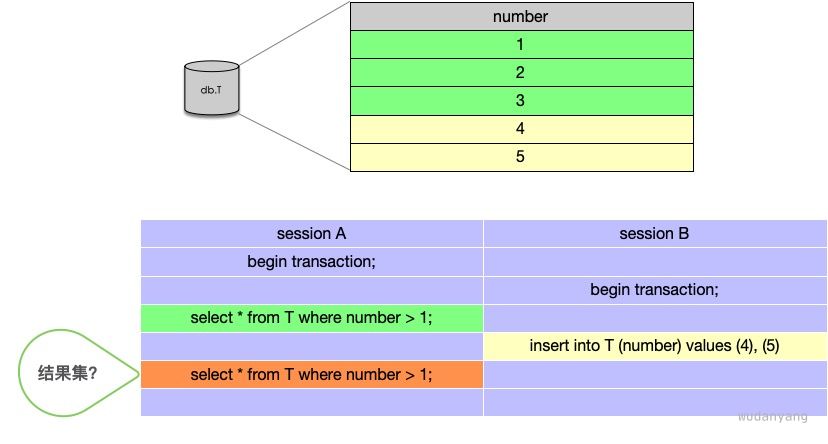 number
1
2
db.T
3
4
5
session A
session B
begin transaction;
begin transaction;
select * from T where number > 1;
insert into T (number) values (4), (5)
结果集?
select * from T where number > 1;
wudanyang